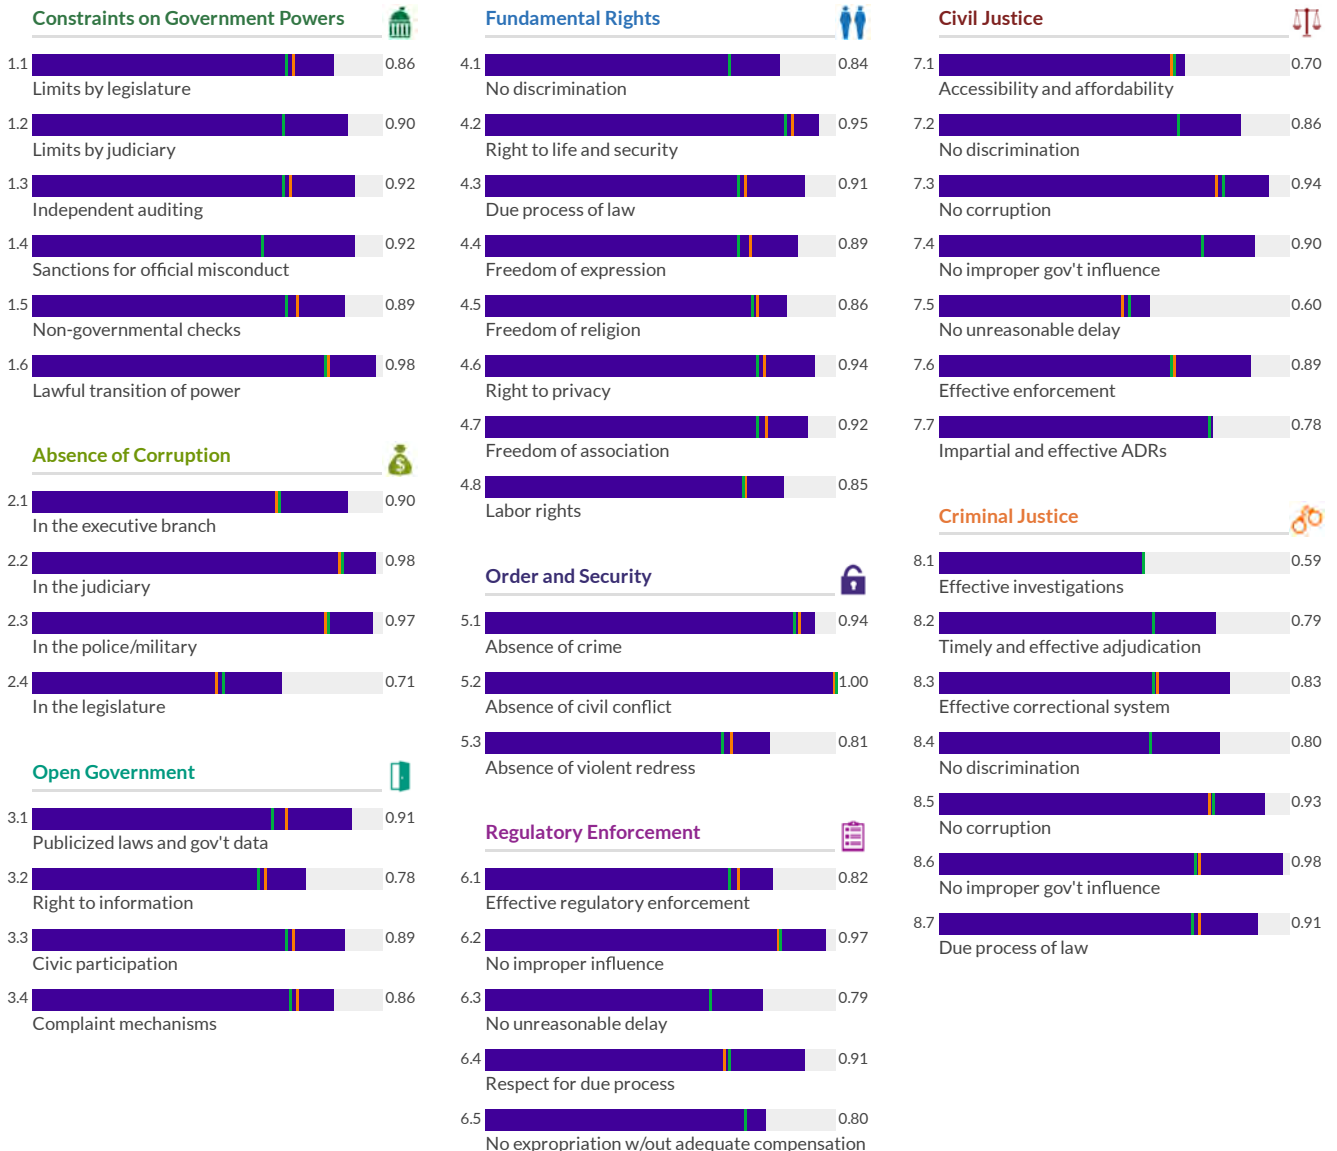 Constraints on Government Powers
1.1 0.86
Limits by legislature
1.2 0.90
Limits by judiciary
1.3 0.92
Independent auditing
1.4 0.92
Sanctions for official misconduct
1.5 0.89
Non-governmental checks
1.6 0.98
Lawful transition of power
Absence of Corruption
$
2.1 0.90
In the executive branch
2.2 0.98
In the judiciary
2.3 0.97
In the police/military
2.4 0.71
In the legislature
Open Government
3.1 0.91
Publicized laws and gov't data
3.2 0.78
Right to information
3.3 0.89
Civic participation
3.4 0.86
Complaint mechanisms
Fundamental Rights
4.1 0.84
No discrimination
4.2 0.95
Right to life and security
4.3 0.91
Due process of law
4.4 0.89
Freedom of expression
4.5 0.86
Freedom of religion
4.6 0.94
Right to privacy
4.7 0.92
Freedom of association
4.8 0.85
Labor rights
Order and Security
5.1 0.94
Absence of crime
5.2 1.00
Absence of civil conflict
5.3 0.81
Absence of violent redress
Regulatory Enforcement
6.1 0.82
Effective regulatory enforcement
6.2 0.97
No improper influence
6.3 0.79
No unreasonable delay
6.4 0.91
Respect for due process
6.5 0.80
No expropriation w/out adequate compensation
Civil Justice
7.1 0.70
Accessibility and affordability
7.2 0.86
No discrimination
7.3 0.94
No corruption
7.4 0.90
No improper gov't influence
7.5 0.60
No unreasonable delay
7.6 0.89
Effective enforcement
7.7 0.78
Impartial and effective ADRs
Criminal Justice
8.1 0.59
Effective investigations
8.2 0.79
Timely and effective adjudication
8.3 0.83
Effective correctional system
8.4 0.80
No discrimination
8.5 0.93
No corruption
8.6 0.98
No improper gov't influence
8.7 0.91
Due process of law